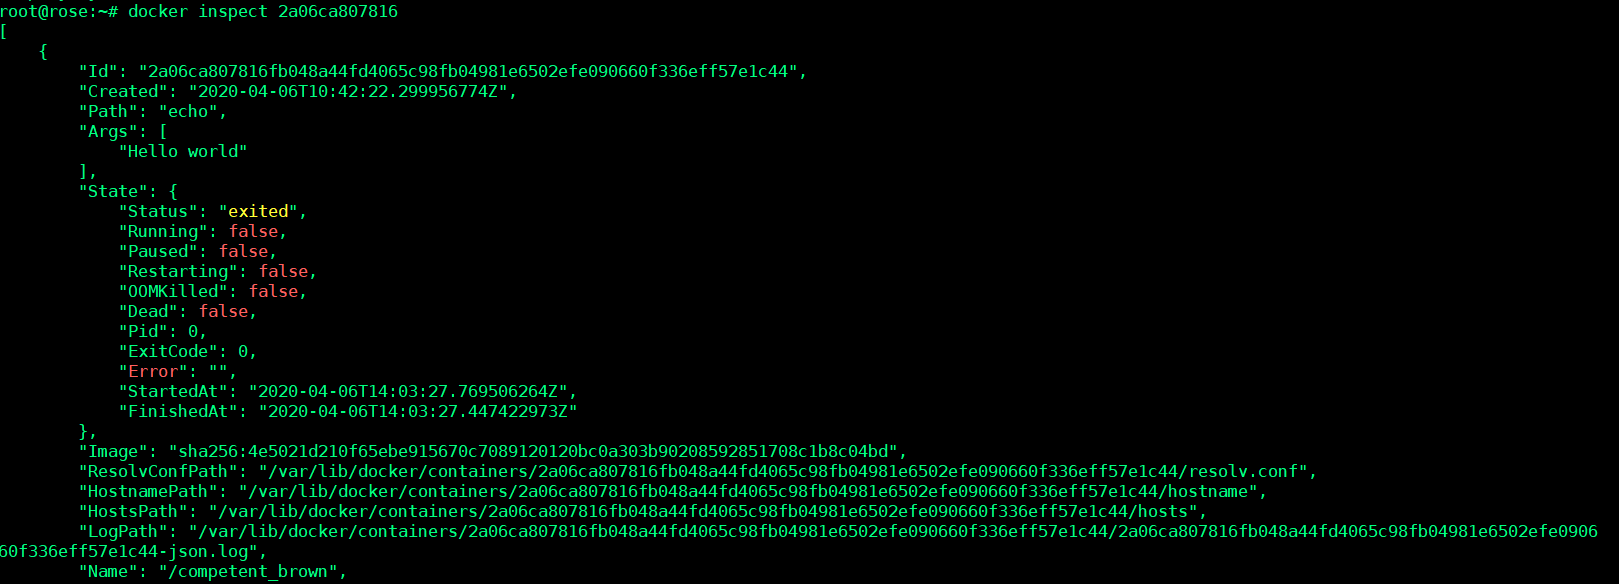 root@rose:~# docker inspect 2a06ca807816
[
    {
        "Id": "2a06ca807816fb048a44fd4065c98fb04981e6502efe090660f336eff57e1c44",
        "Created": "2020-04-06T10:42:22.299956774Z",
        "Path": "echo",
        "Args": [
            "Hello world"
        ],
        "State": {
            "Status": "exited",
            "Running": false,
            "Paused": false,
            "Restarting": false,
            "OOMKilled": false,
            "Dead": false,
            "Pid": 0,
            "ExitCode": 0,
            "Error": "",
            "StartedAt": "2020-04-06T14:03:27.769506264Z",
            "FinishedAt": "2020-04-06T14:03:27.447422973Z"
        },
        "Image": "sha256:4e5021d210f65ebe915670c7089120120bc0a303b90208592851708c1b8c04bd",
        "ResolvConfPath": "/var/lib/docker/containers/2a06ca807816fb048a44fd4065c98fb04981e6502efe090660f336eff57e1c44/resolv.conf",
        "HostnamePath": "/var/lib/docker/containers/2a06ca807816fb048a44fd4065c98fb04981e6502efe090660f336eff57e1c44/hostname",
        "HostsPath": "/var/lib/docker/containers/2a06ca807816fb048a44fd4065c98fb04981e6502efe090660f336eff57e1c44/hosts",
        "LogPath": "/var/lib/docker/containers/2a06ca807816fb048a44fd4065c98fb04981e6502efe090660f336eff57e1c44/2a06ca807816fb048a44fd4065c98fb04981e6502efe0906
60f336eff57e1c44-json.log",
        "Name": "/competent_brown",